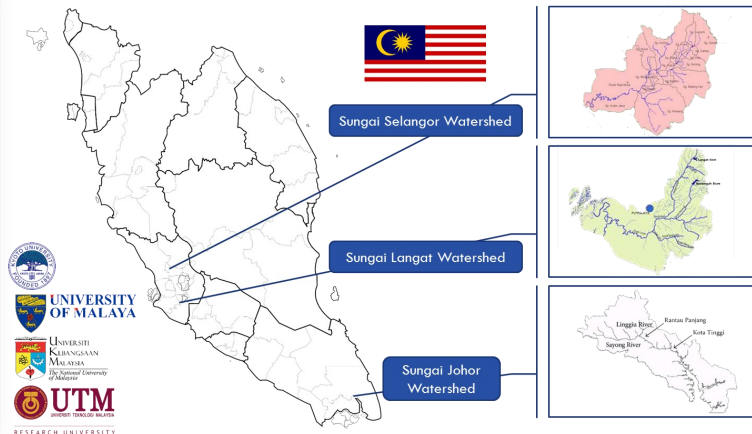 Sungai Selangor Watershed
Sungai Langat Watershed
Sungai Johor
Watershed
Linggiu River
Rantau Panjang
Kota Tinggi
Sayong River
KYOTO UNIVERSITY
FOUNDED 1897
UNIVERSITY
OF MALAYA
UNIVERSITI
KEBANGSAAN
MALAYSIA
The National University
of Malaysia
UTM
UNIVERSITI TEKNOLOGI MALAYSIA
RESEARCH UNIVERSITY